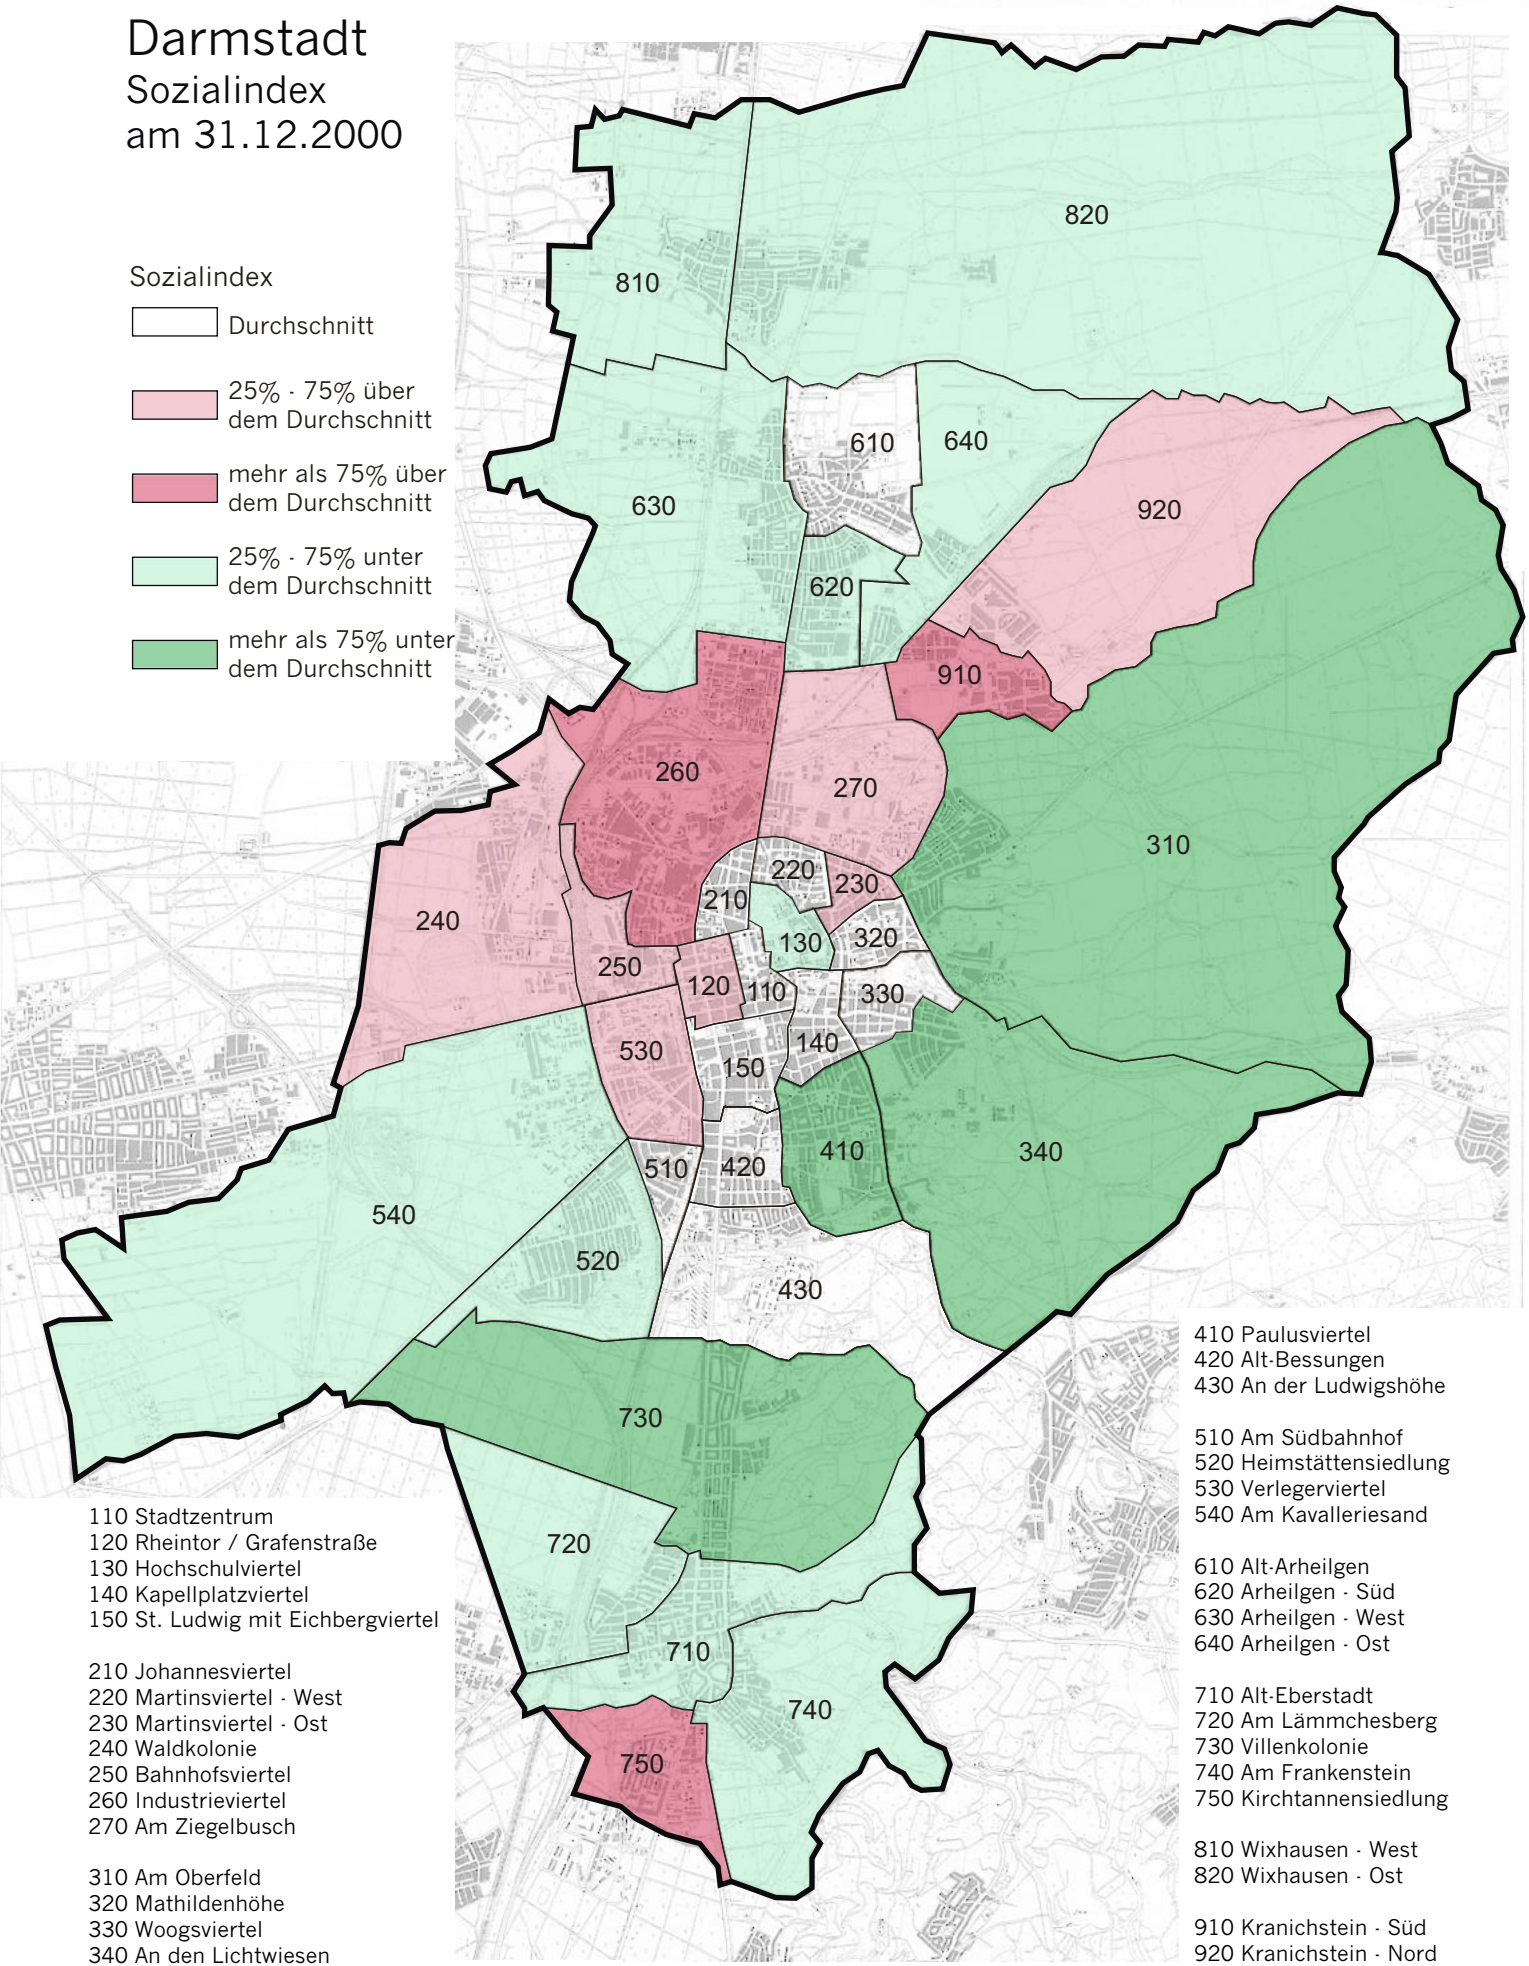 Darmstadt
Sozialindex
am 31.12.2000
Sozialindex
Durchschnitt
25% - 75% über
dem Durchschnitt
mehr als 75% über
dem Durchschnitt
25% - 75% unter
dem Durchschnitt
mehr als 75% unter
dem Durchschnitt
820
810
610
640
630
920
620
910
260
270
310
220
230
210
240
320
130
250
120
110
330
140
530
150
410
340
420
510
540
520
430
730
720
710
740
750
110 Stadtzentrum
120 Rheintor / Grafenstraße
130 Hochschulviertel
140 Kapellplatzviertel
150 St. Ludwig mit Eichbergviertel
210 Johannesviertel
220 Martinsviertel - West
230 Martinsviertel - Ost
240 Waldkolonie
250 Bahnhofsviertel
260 Industrieviertel
270 Am Ziegelbusch
310 Am Oberfeld
320 Mathildenhöhe
330 Woogsviertel
340 An den Lichtwiesen
410 Paulusviertel
420 Alt-Bessungen
430 An der Ludwigshöhe
510 Am Südbahnhof
520 Heimstättensiedlung
530 Verlegerviertel
540 Am Kavalleriesand
610 Alt-Arheilgen
620 Arheilgen - Süd
630 Arheilgen - West
640 Arheilgen - Ost
710 Alt-Eberstadt
720 Am Lämmchesberg
730 Villenkolonie
740 Am Frankenstein
750 Kirchtannensiedlung
810 Wixhausen - West
820 Wixhausen - Ost
910 Kranichstein - Süd
920 Kranichstein - Nord